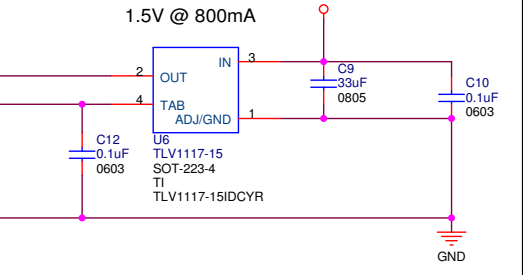 1.5V @ 800mA
2
OUT
IN
3
4
TAB
ADJ/GND
1
C9
33uF
0805
C10
0.1uF
0603
C12
0.1uF
0603
U6
TLV1117-15
SOT-223-4
TI
TLV1117-15IDCYR
GND